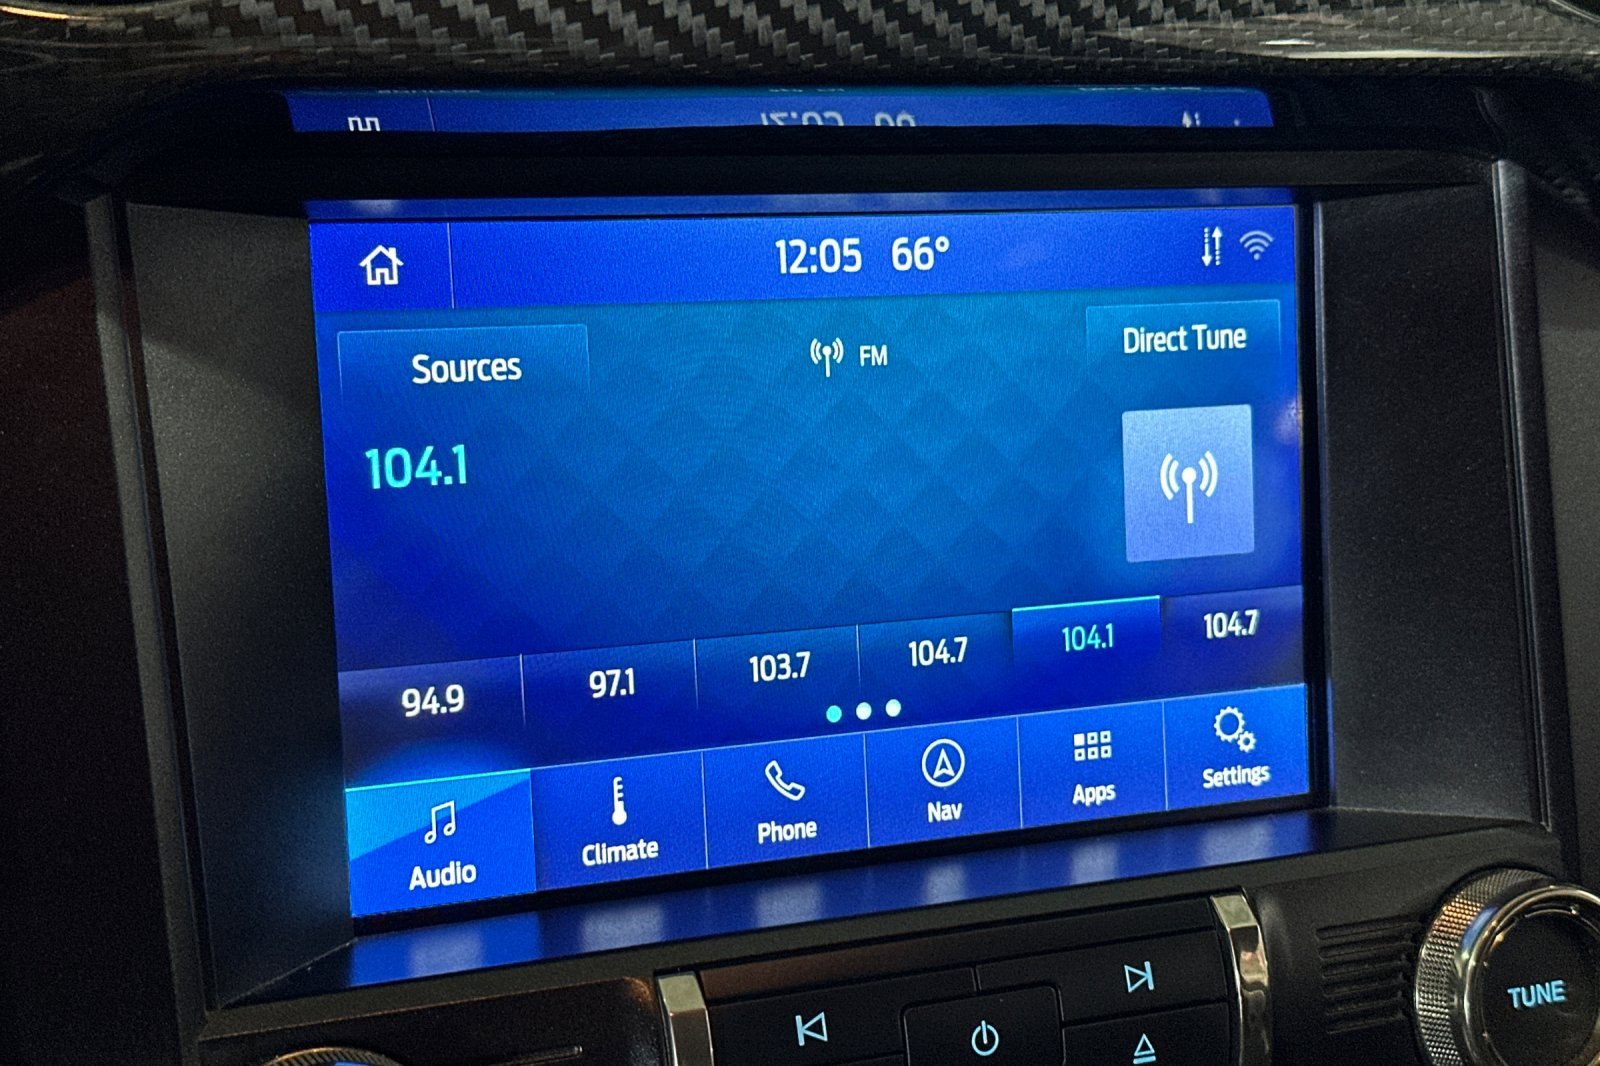 12:05 66°
Sources
FM
Direct Tune
104.1
94.9 97.1 103.7 104.7 104.1 104.7
Audio Climate Phone Nav Apps Settings
TUNE